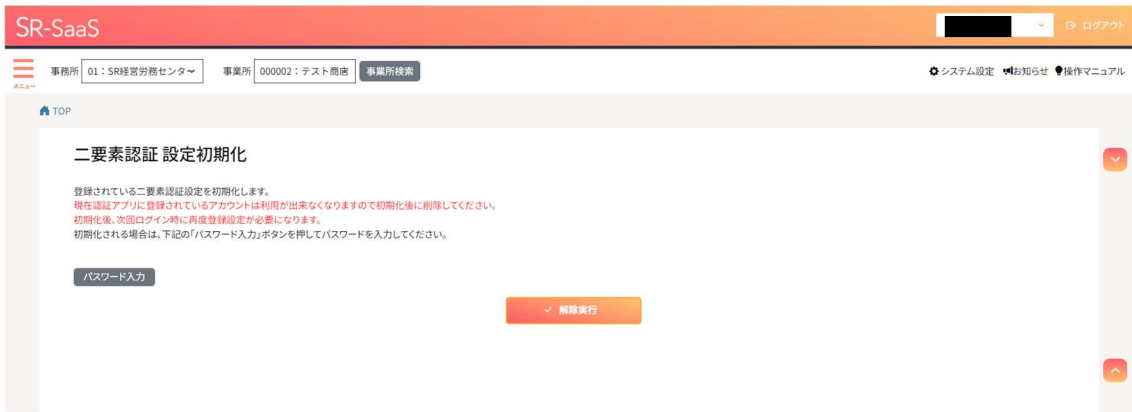 SR-SaaS
ログアウト
メニュー
事務所 01：SR経営労務センター 事業所 000002：テスト商店 事業所検索
システム設定 お知らせ 操作マニュアル
TOP
二要素認証 設定初期化
登録されている二要素認証設定を初期化します。
現在認証アプリに登録されているアカウントは利用が出来なくなりますので初期化後に削除してください。
初期化後、次回ログイン時に再度登録設定が必要になります。
初期化される場合は、下記の「パスワード入力」ボタンを押してパスワードを入力してください。
パスワード入力
解除実行